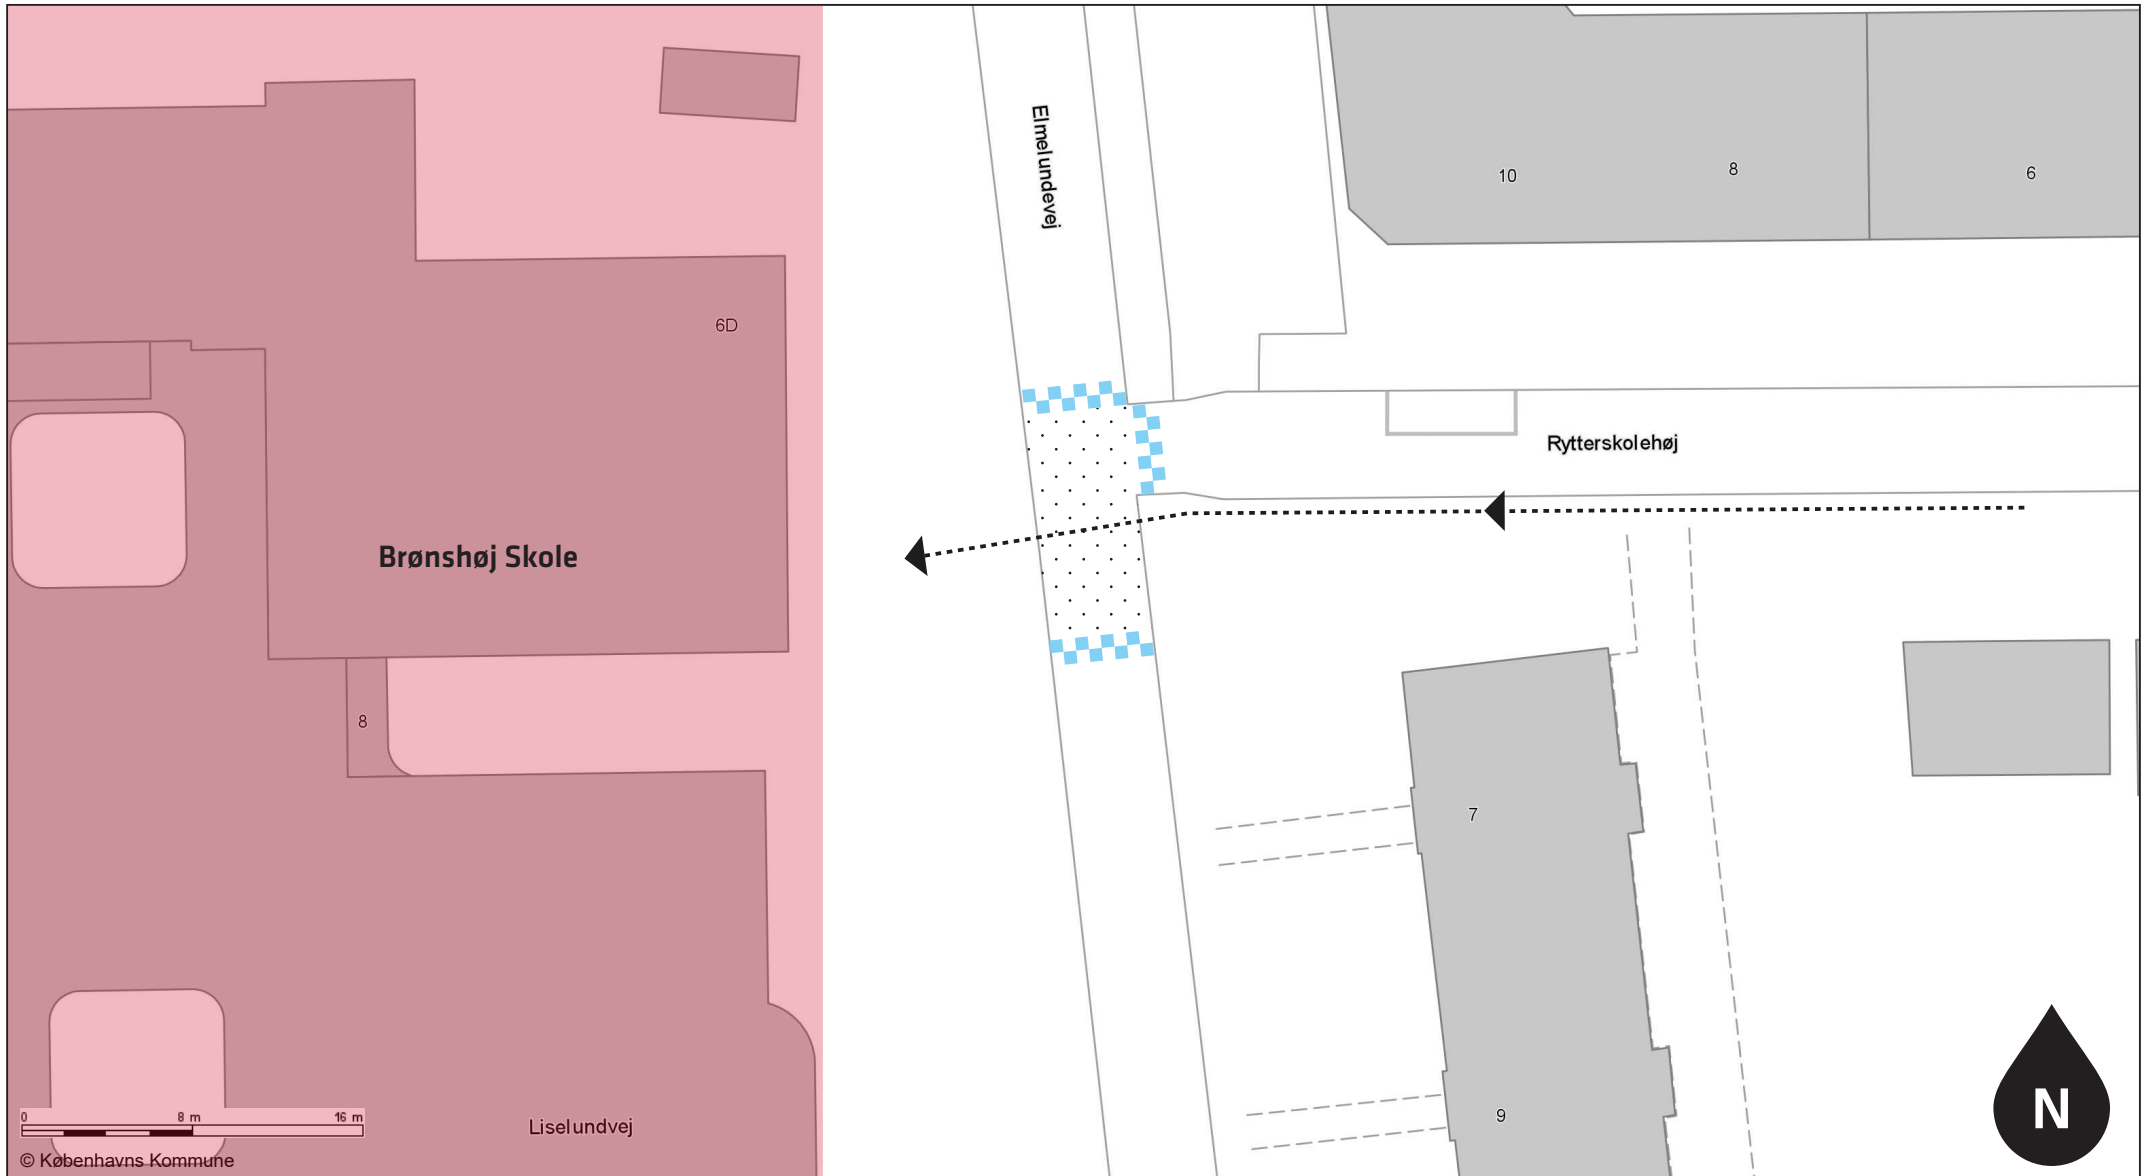 Elmelundevej
10
8
6
6D
Rytterskolehøj
Brønshøj Skole
8
7
9
Liselundvej
0 8 m 16 m
© Københavns Kommune
N